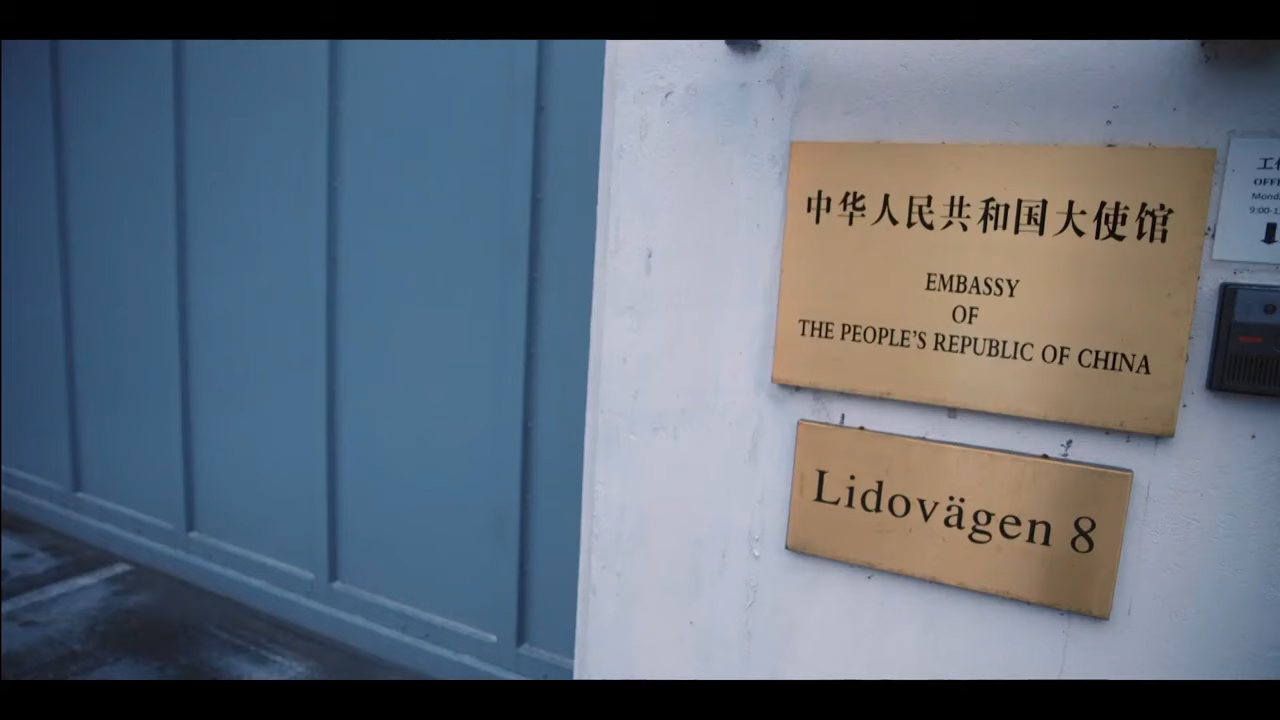 中华人民共和国大使馆
EMBASSY
OF
THE PEOPLE'S REPUBLIC OF CHINA
Lidovägen 8